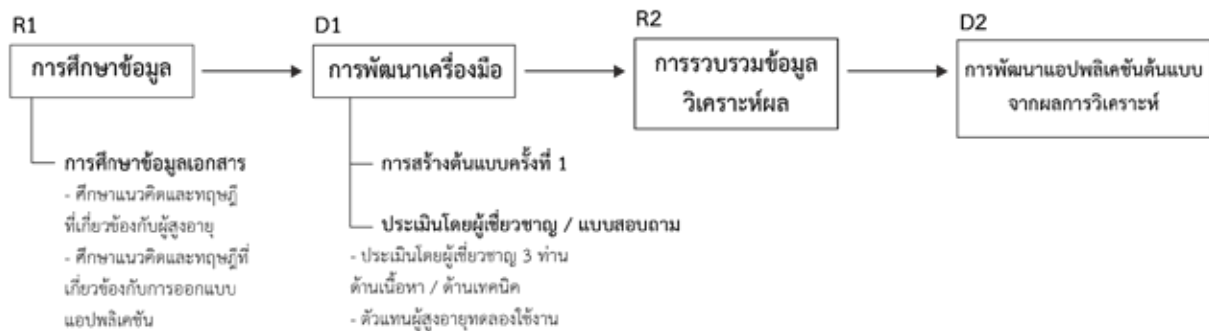 R1
การศึกษาข้อมูล
การศึกษาข้อมูลเอกสาร
- ศึกษาแนวคิดและทฤษฎี
ที่เกี่ยวข้องกับผู้สูงอายุ
- ศึกษาแนวคิดและทฤษฎีที่
เกี่ยวข้องกับการออกแบบ
แอปพลิเคชัน
D1
การพัฒนาเครื่องมือ
การสร้างต้นแบบครั้งที่ 1
ประเมินโดยผู้เชี่ยวชาญ / แบบสอบถาม
- ประเมินโดยผู้เชี่ยวชาญ 3 ท่าน
ด้านเนื้อหา / ด้านเทคนิค
- ตัวแทนผู้สูงอายุทดลองใช้งาน
R2
การรวบรวมข้อมูล
วิเคราะห์ผล
D2
การพัฒนาแอปพลิเคชันต้นแบบ
จากผลการวิเคราะห์